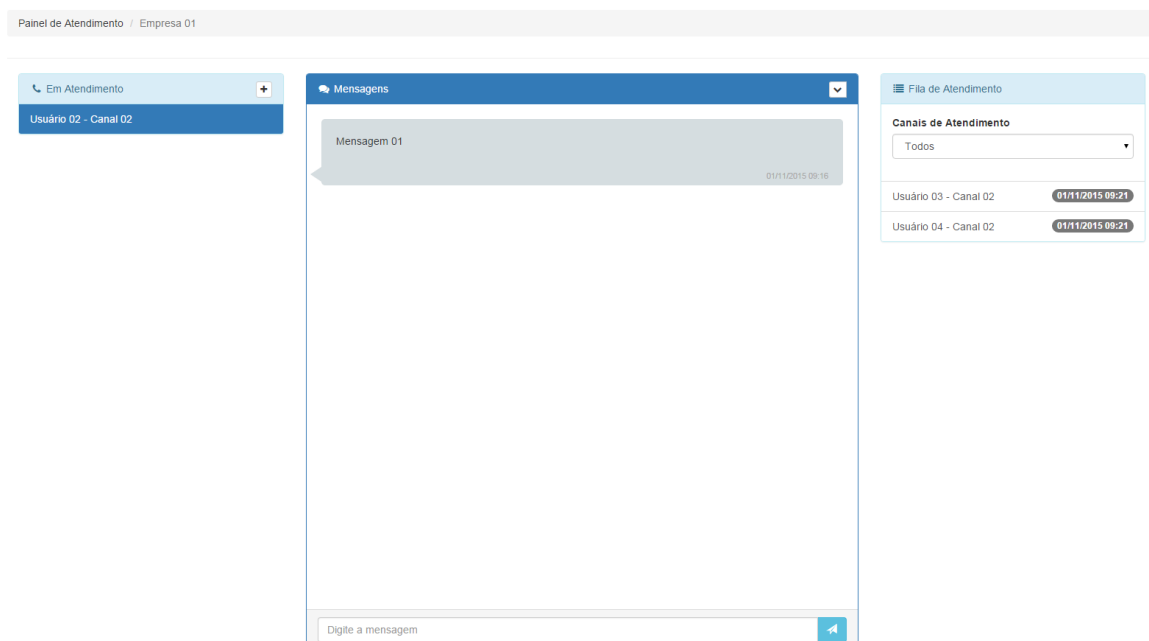 Painel de Atendimento / Empresa 01
Em Atendimento
Usuário 02 - Canal 02
Mensagens
Mensagem 01
01/11/2015 09:16
Digite a mensagem
Fila de Atendimento
Canais de Atendimento
Todos
Usuário 03 - Canal 02 01/11/2015 09:21
Usuário 04 - Canal 02 01/11/2015 09:21